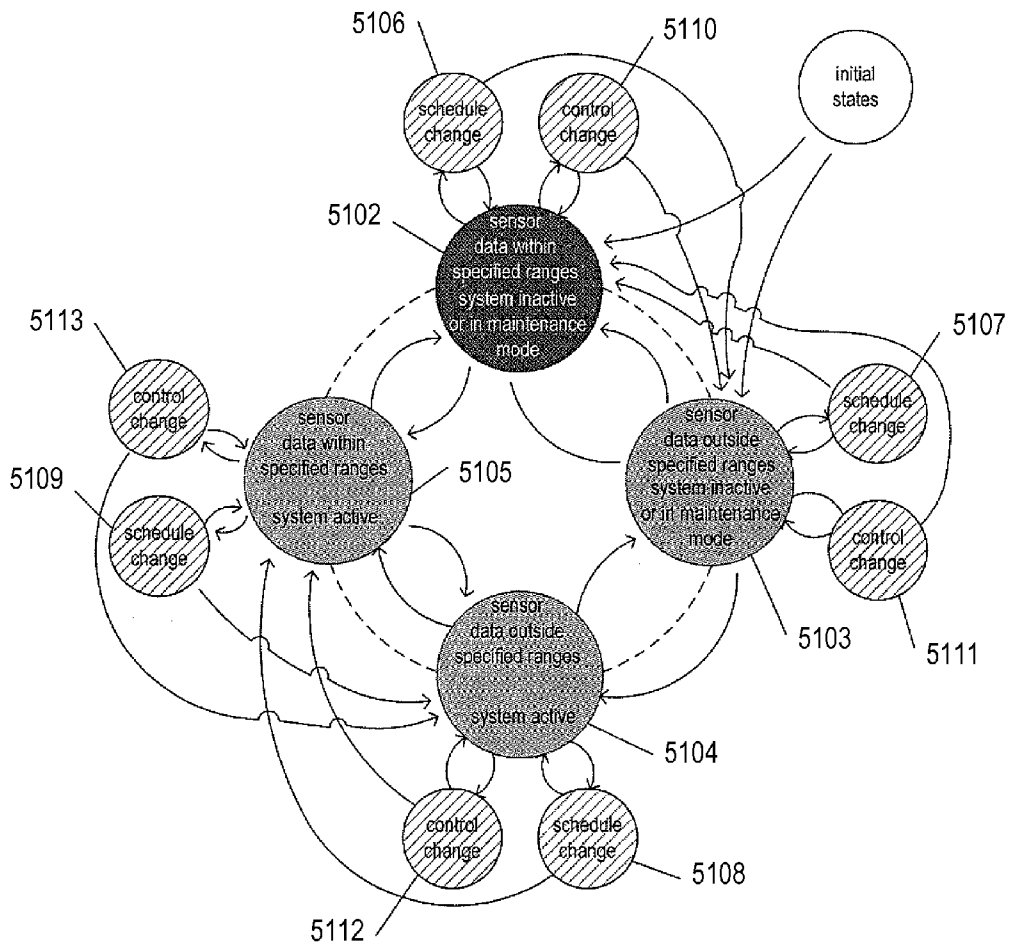 5106
5110
schedule
change
control
change
initial
states
5102
sensor
data within
specified ranges
system inactive
or in maintenance
mode
5113
5107
control
change
schedule
change
5109
sensor
data within
specified ranges
system active
5105
sensor
data outside
specified ranges
system inactive
or in maintenance
mode
schedule
change
control
change
5103
5111
sensor
data outside
specified ranges
system active
5104
control
change
schedule
change
5108
5112